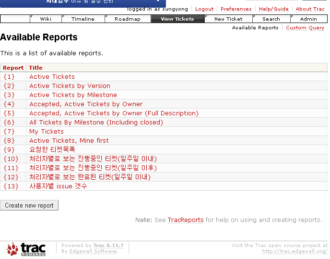 logged in as sungyong Logout Preferences Help/Guide About Trac
Wiki Timeline Roadmap View Tickets New Ticket Search Admin
Available Reports Custom Query
Available Reports
This is a list of available reports.
Report Title
{1} Active Tickets
{2} Active Tickets by Version
{3} Active Tickets by Milestone
{4} Accepted, Active Tickets by Owner
{5} Accepted, Active Tickets by Owner (Full Description)
{6} All Tickets By Milestone (Including closed)
{7} My Tickets
{8} Active Tickets, Mine first
{9} 요청한 티켓목록
{10} 처리자별로 보는 진행중인 티켓(일주일 이내)
{11} 처리자별로 보는 진행중인 티켓(일주일 이후)
{12} 처리자별로 보는 완료된 티켓(일주일 이내)
{13} 사용자별 issue 갯수
Create new report
Note: See TracReports for help on using and creating reports.
trac
POWERED
Powered by Trac 0.11.7
By Edgewall Software.
Visit the Trac open source project at
http://trac.edgewall.org/